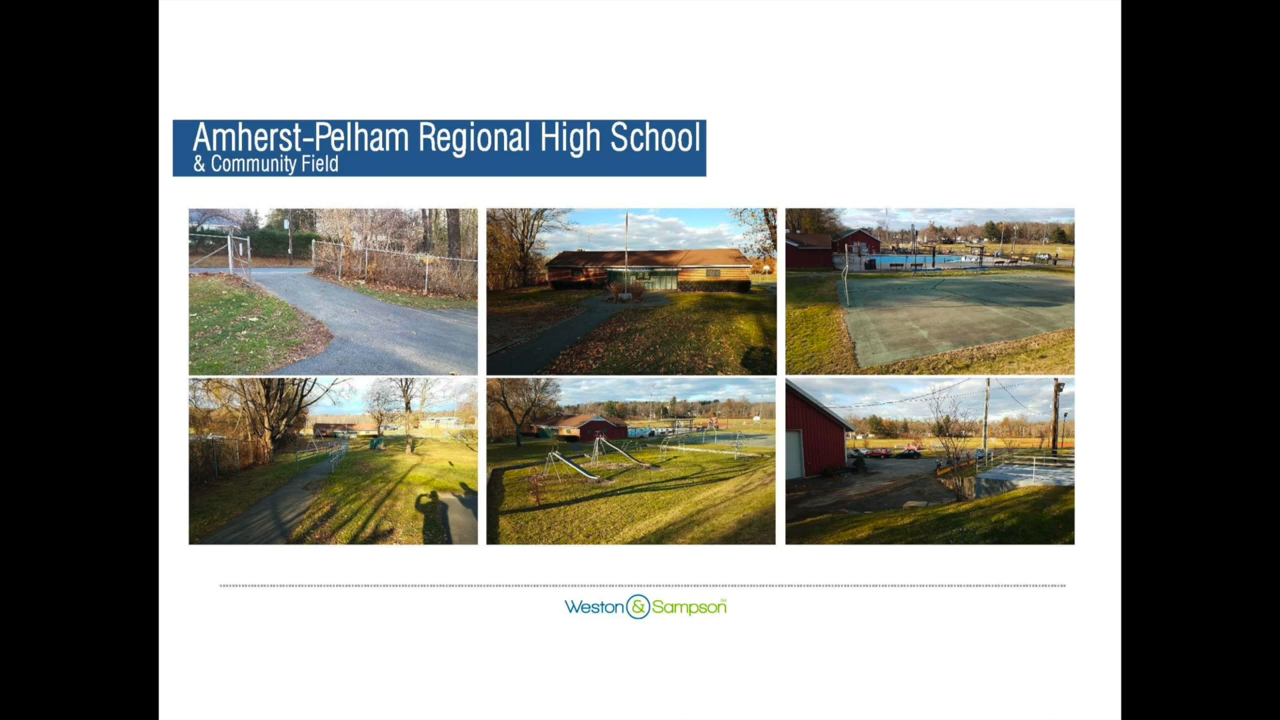 Amherst-Pelham Regional High School
& Community Field
Weston & Sampson